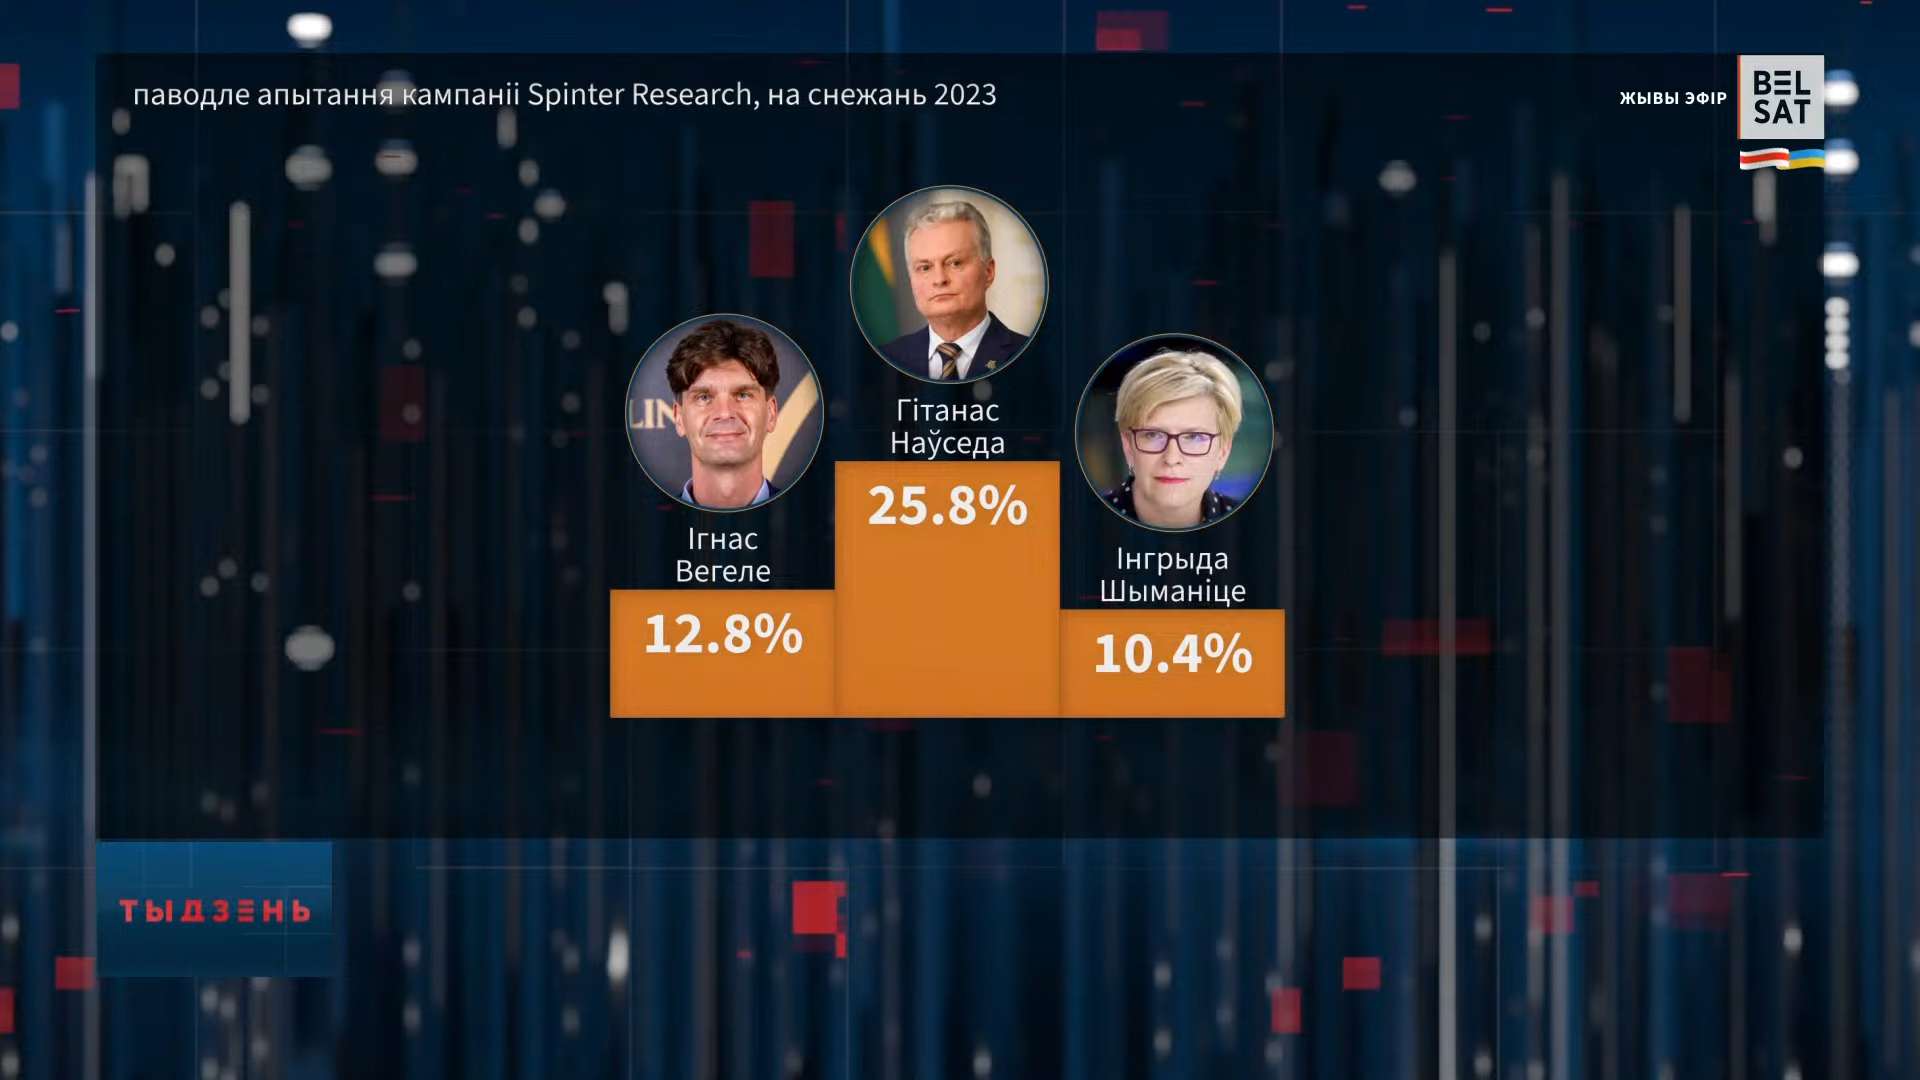 паводле апытання кампаніі Spinter Research, на снежань 2023
ЖЫВЫ ЭФІР
BEL
SAT
Гітанас
Наўседа
25.8%
LIN
Ігнас
Вегеле
12.8%
Інгрыда
Шыманіце
10.4%
ТЫДЗЕНЬ